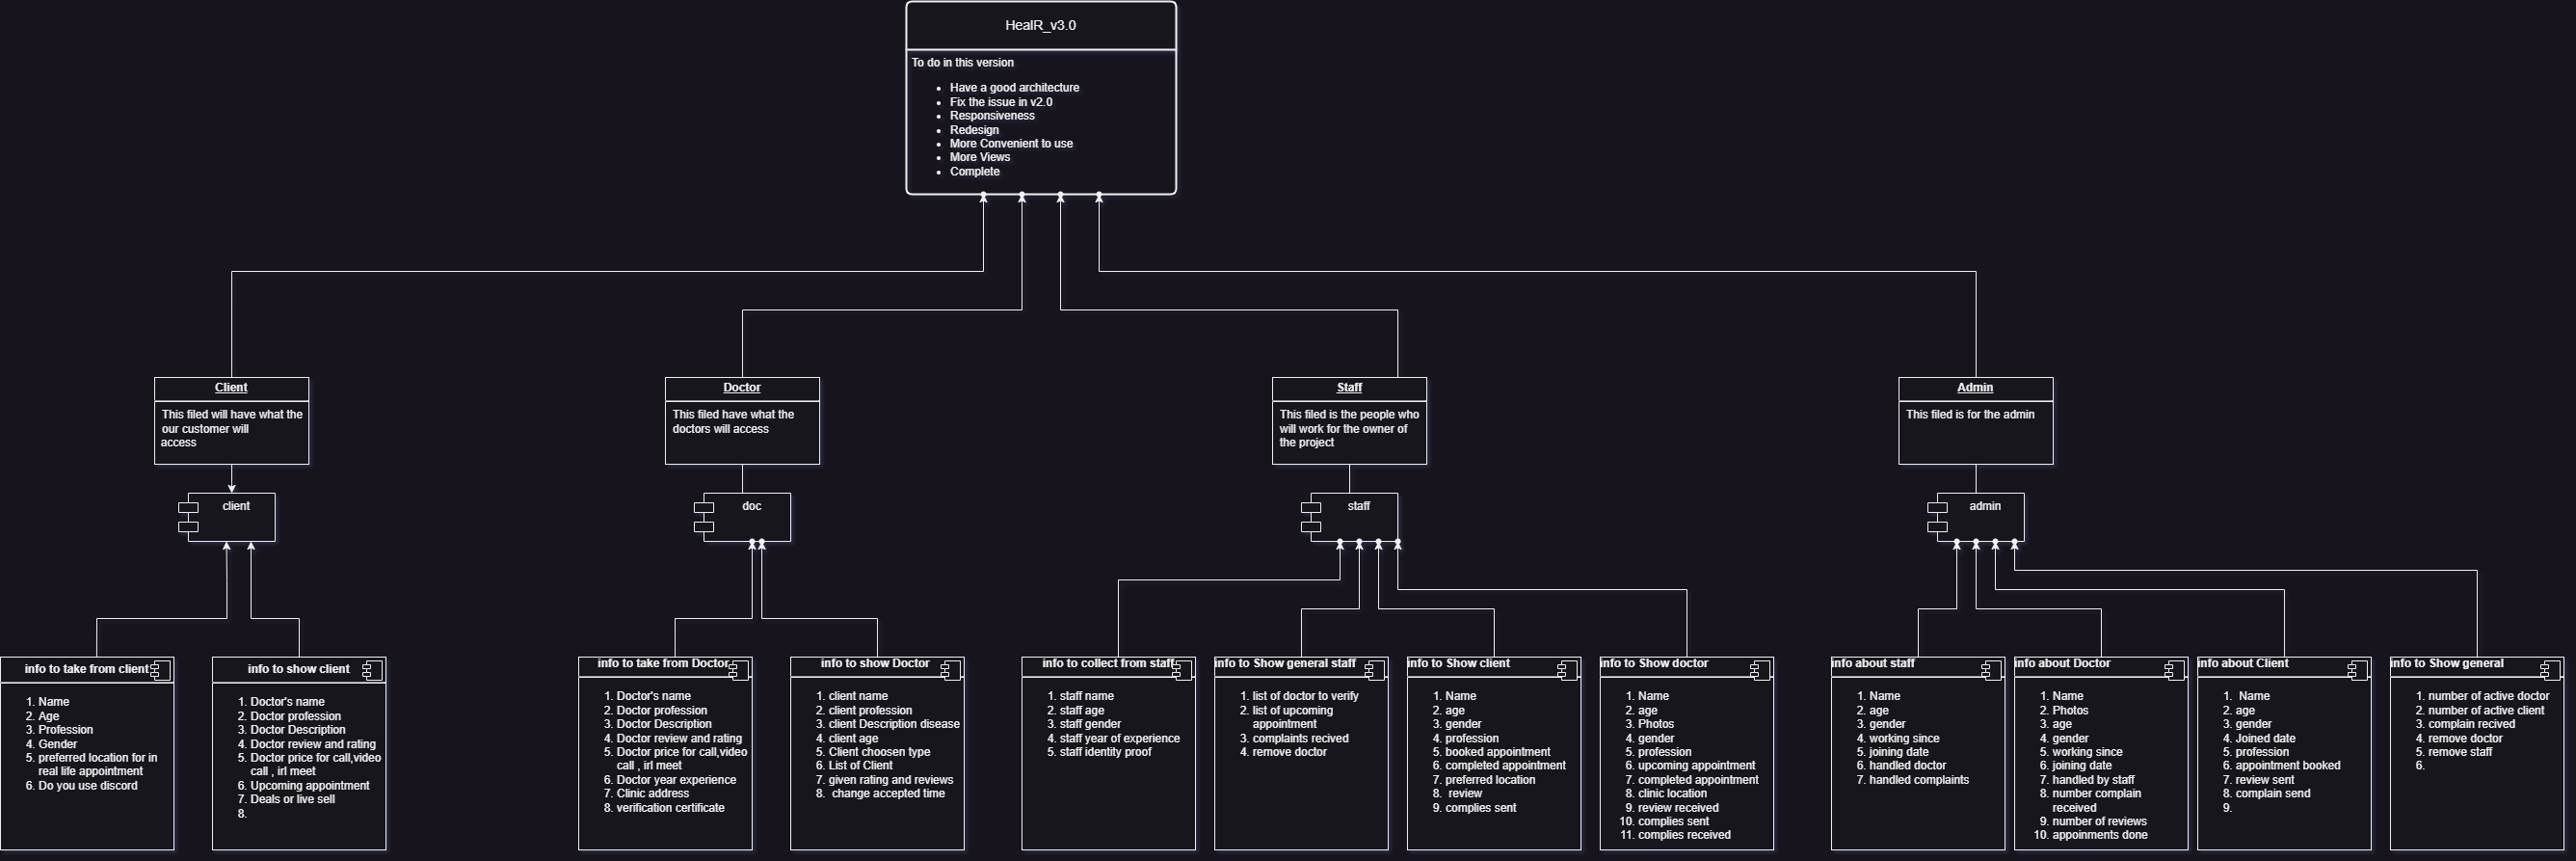 HealR_v3.0
To do in this version
• Have a good architecture
• Fix the issue in v2.0
• Responsiveness
• Redesign
• More Convenient to use
• More Views
• Complete
Client
This filed will have what the
our customer will
access
Doctor
This filed have what the
doctors will access
Staff
This filed is the people who
will work for the owner of
the project
Admin
This filed is for the admin
client
doc
staff
admin
info to take from client
1. Name
2. Age
3. Profession
4. Gender
5. preferred location for in
real life appointment
6. Do you use discord
info to show client
1. Doctor's name
2. Doctor profession
3. Doctor Description
4. Doctor review and rating
5. Doctor price for call,video
call , irl meet
6. Upcoming appointment
7. Deals or live sell
8.
info to take from Doctor
1. Doctor's name
2. Doctor profession
3. Doctor Description
4. Doctor review and rating
5. Doctor price for call,video
call , irl meet
6. Doctor year experience
7. Clinic address
8. verification certificate
info to show Doctor
1. client name
2. client profession
3. client Description disease
4. client age
5. Client choosen type
6. List of Client
7. given rating and reviews
8. change accepted time
info to collect from staff
1. staff name
2. staff age
3. staff gender
4. staff year of experience
5. staff identity proof
info to Show general staff
1. list of doctor to verify
2. list of upcoming
appointment
3. complaints recived
4. remove doctor
info to Show client
1. Name
2. age
3. gender
4. profession
5. booked appointment
6. completed appointment
7. preferred location
8. review
9. complies sent
info to Show doctor
1. Name
2. age
3. Photos
4. gender
5. profession
6. upcoming appointment
7. completed appointment
8. clinic location
9. review received
10. complies sent
11. complies received
info about staff
1. Name
2. age
3. gender
4. working since
5. joining date
6. handled doctor
7. handled complaints
info about Doctor
1. Name
2. Photos
3. age
4. gender
5. working since
6. joining date
7. handled by staff
8. number complain
received
9. number of reviews
10. appoinments done
info about Client
1. Name
2. age
3. gender
4. Joined date
5. profession
6. appointment booked
7. review sent
8. complain send
9.
info to Show general
1. number of active doctor
2. number of active client
3. complain recived
4. remove doctor
5. remove staff
6.